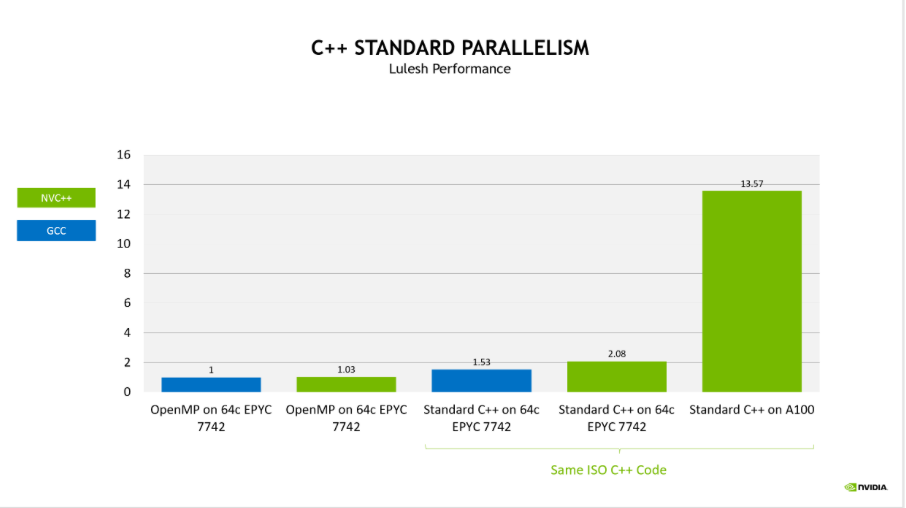 C++ STANDARD PARALLELISM
Lulesh Performance
NVC++
GCC
16
14
12
10
8
6
4
2
0
1
1.03
1.53
2.08
13.57
OpenMP on 64c EPYC
7742
OpenMP on 64c EPYC
7742
Standard C++ on 64c
EPYC 7742
Standard C++ on 64c
EPYC 7742
Standard C++ on A100
Same ISO C++ Code
NVIDIA.